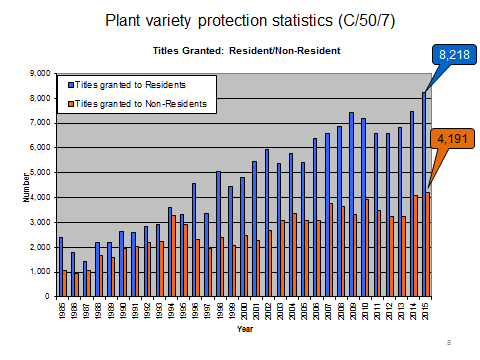 Plant variety protection statistics (C/50/7)
Titles Granted: Resident/Non-Resident
8,218
4,191
Titles granted to Residents
Titles granted to Non-Residents
9,000
8,000
7,000
6,000
5,000
4,000
3,000
2,000
1,000
0
Number
1985 1986 1987 1988 1989 1990 1991 1992 1993 1994 1995 1996 1997 1998 1999 2000 2001 2002 2003 2004 2005 2006 2007 2008 2009 2010 2011 2012 2013 2014 2015
Year
8